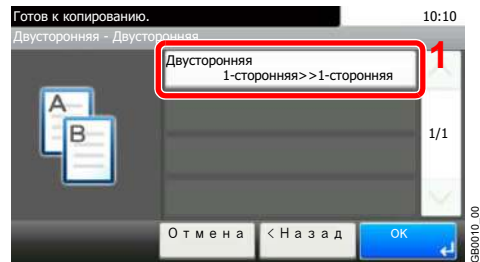 Готов к копированию. 10:10
Двусторонняя - Двусторонняя
1
Двусторонняя
1-сторонняя>>1-сторонняя
A
B
1/1
Отмена <Назад OK
GB0010_00